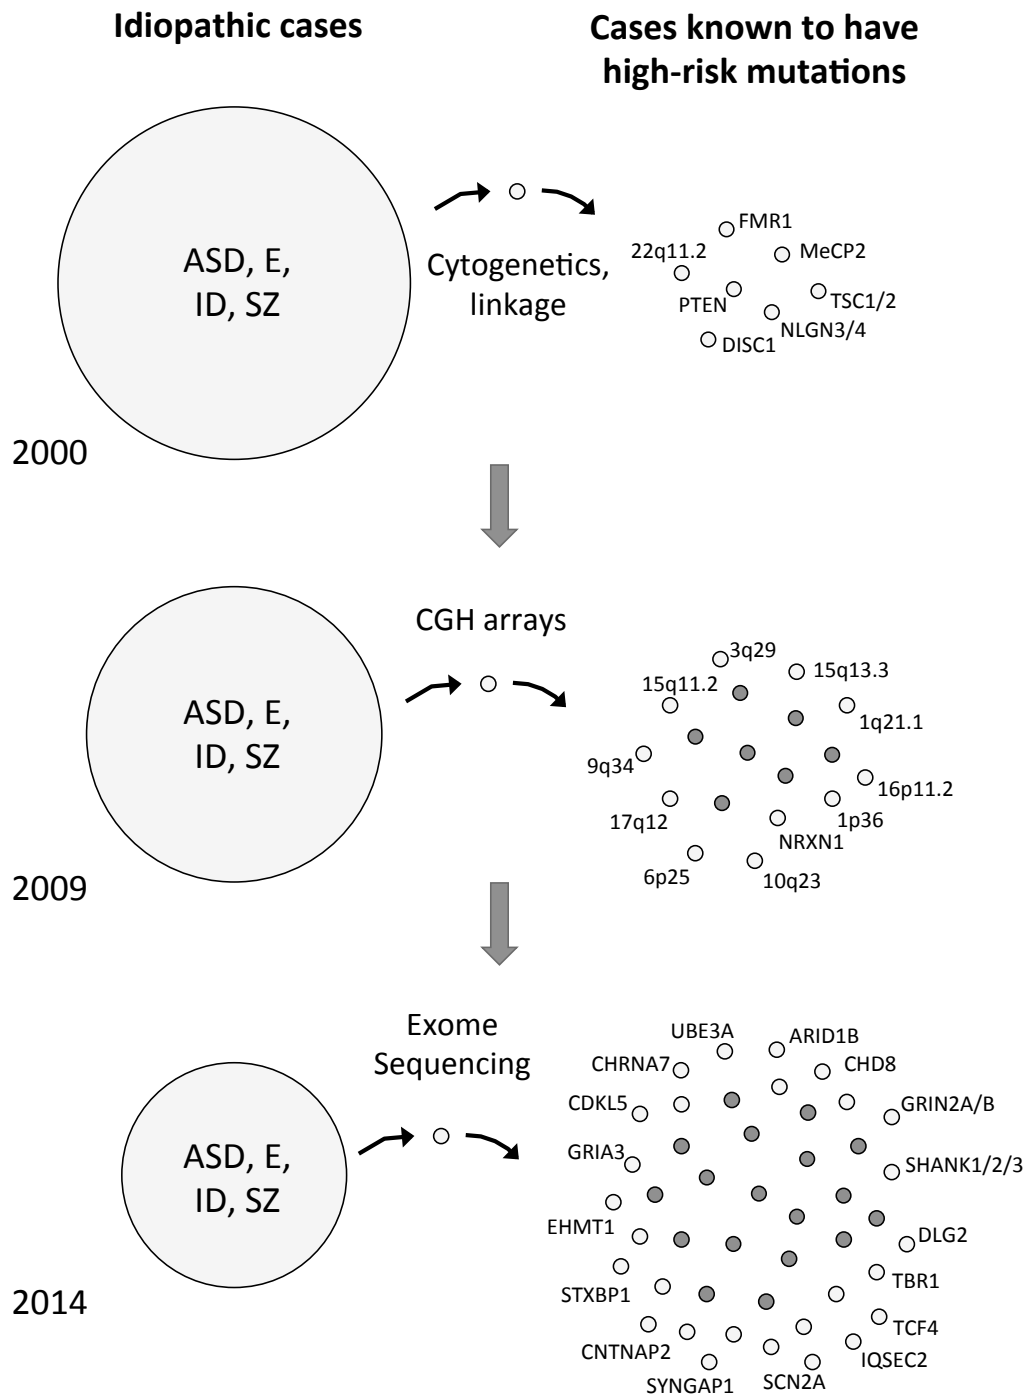 Idiopathic cases
Cases known to have
high-risk mutations
ASD, E,
ID, SZ
Cytogenetics,
linkage
FMR1
22q11.2
MeCP2
PTEN
TSC1/2
NLGN3/4
DISC1
2000
CGH arrays
ASD, E,
ID, SZ
3q29
15q13.3
15q11.2
1q21.1
9q34
16p11.2
17q12
1p36
NRXN1
6p25
10q23
2009
Exome
Sequencing
ASD, E,
ID, SZ
UBE3A
ARID1B
CHRNA7
CHD8
CDKL5
GRIN2A/B
GRIA3
SHANK1/2/3
EHMT1
DLG2
TBR1
STXBP1
TCF4
CNTNAP2
IQSEC2
SYNGAP1
SCN2A
2014